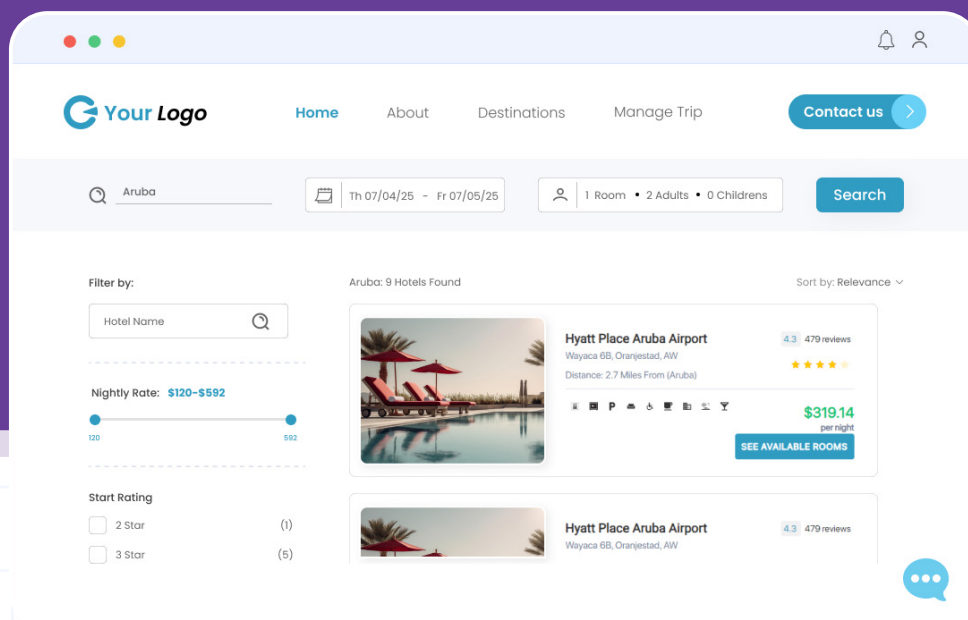 Your Logo
Home
About
Destinations
Manage Trip
Contact us
Aruba
Th 07/04/25 - Fr 07/05/25
1 Room • 2 Adults • 0 Childrens
Search
Filter by:
Hotel Name
Nightly Rate: $120-$592
120
592
Start Rating
2 Star (1)
3 Star (5)
Aruba: 9 Hotels Found
Sort by: Relevance
Hyatt Place Aruba Airport
4.3 479 reviews
Wayaca 6B, Oranjestad, AW
Distance: 2.7 Miles From (Aruba)
P
$319.14
per night
SEE AVAILABLE ROOMS
Hyatt Place Aruba Airport
4.3 479 reviews
Wayaca 6B, Oranjestad, AW